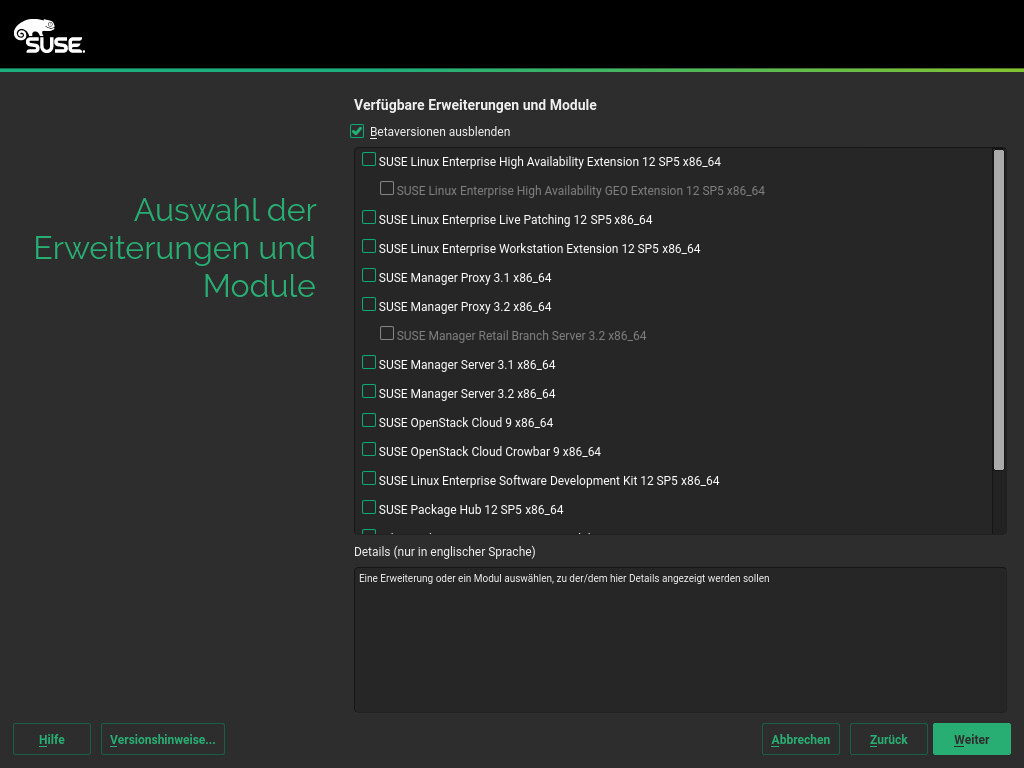 SUSE.
Auswahl der
Erweiterungen und
Module
Verfügbare Erweiterungen und Module
Betaversionen ausblenden
SUSE Linux Enterprise High Availability Extension 12 SP5 x86_64
SUSE Linux Enterprise High Availability GEO Extension 12 SP5 x86_64
SUSE Linux Enterprise Live Patching 12 SP5 x86_64
SUSE Linux Enterprise Workstation Extension 12 SP5 x86_64
SUSE Manager Proxy 3.1 x86_64
SUSE Manager Proxy 3.2 x86_64
SUSE Manager Retail Branch Server 3.2 x86_64
SUSE Manager Server 3.1 x86_64
SUSE Manager Server 3.2 x86_64
SUSE OpenStack Cloud 9 x86_64
SUSE OpenStack Cloud Crowbar 9 x86_64
SUSE Linux Enterprise Software Development Kit 12 SP5 x86_64
SUSE Package Hub 12 SP5 x86_64
Details (nur in englischer Sprache)
Eine Erweiterung oder ein Modul auswählen, zu der/dem hier Details angezeigt werden sollen
Hilfe
Versionshinweise...
Abbrechen
Zurück
Weiter